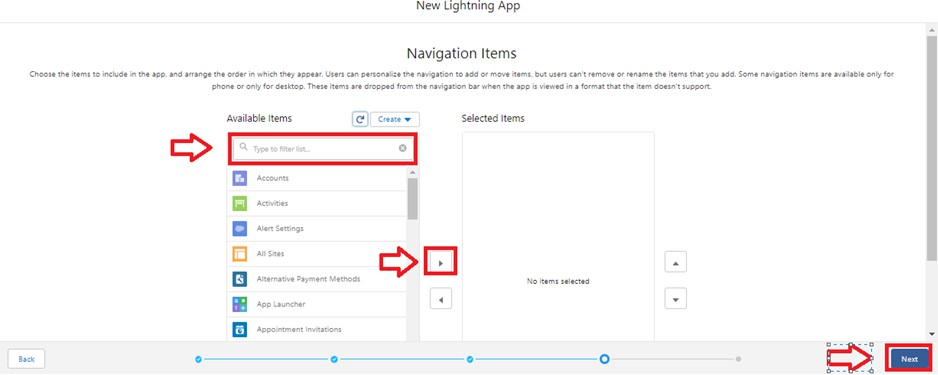 New Lightning App
Navigation Items
Choose the items to include in the app, and arrange the order in which they appear. Users can personalize the navigation to add or move items, but users can't remove or rename the items that you add. Some navigation items are available only for
phone or only for desktop. These items are dropped from the navigation bar when the app is viewed in a format that the item doesn't support.
Available Items
Create
Selected Items
Type to filter list...
Accounts
Activities
Alert Settings
All Sites
Alternative Payment Methods
App Launcher
Appointment Invitations
No items selected
Back
Next